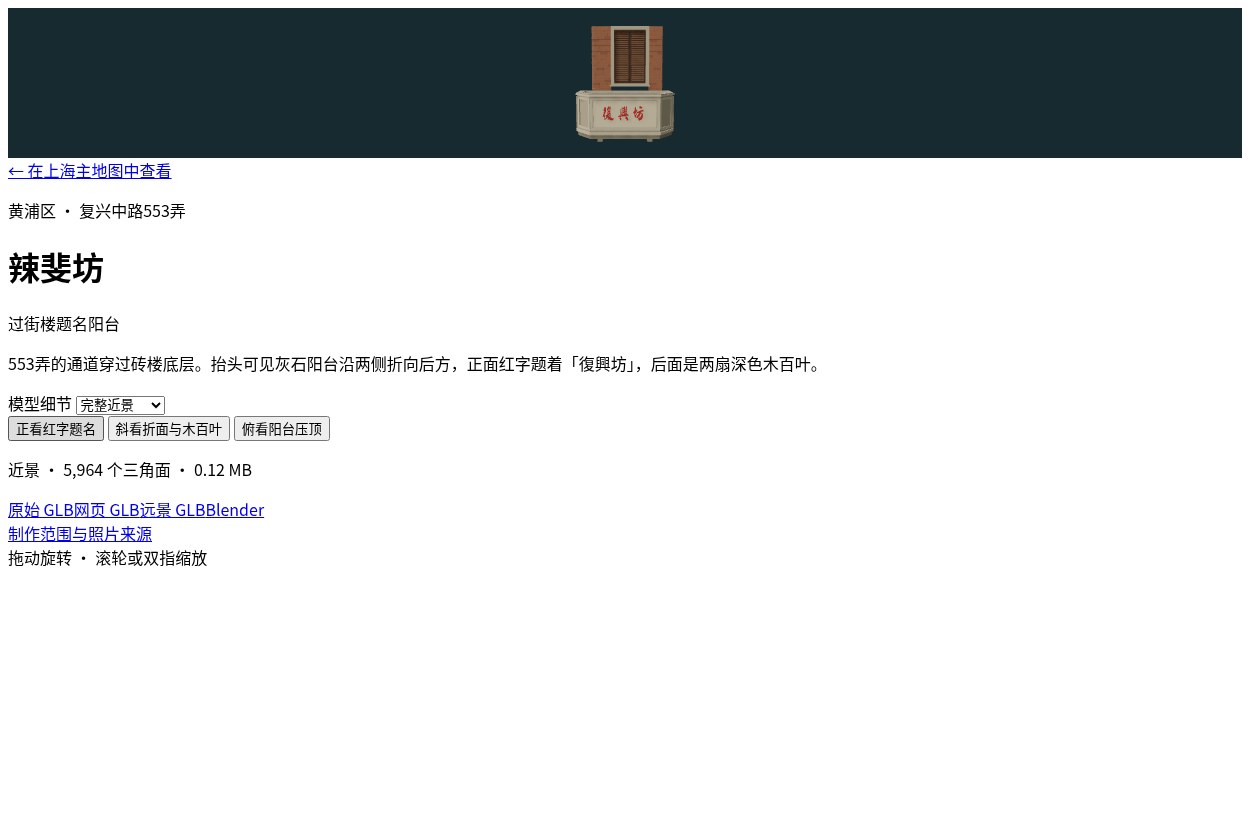 復興坊
← 在上海主地图中查看
黄浦区 · 复兴中路553弄
辣斐坊
过街楼题名阳台
553弄的通道穿过砖楼底层。抬头可见灰石阳台沿两侧折向后方，正面红字题着「復興坊」，后面是两扇深色木百叶。
模型细节 完整近景
正看红字题名 斜看折面与木百叶 俯看阳台压顶
近景 · 5,964 个三角面 · 0.12 MB
原始 GLB网页 GLB远景 GLBBlender
制作范围与照片来源
拖动旋转 · 滚轮或双指缩放